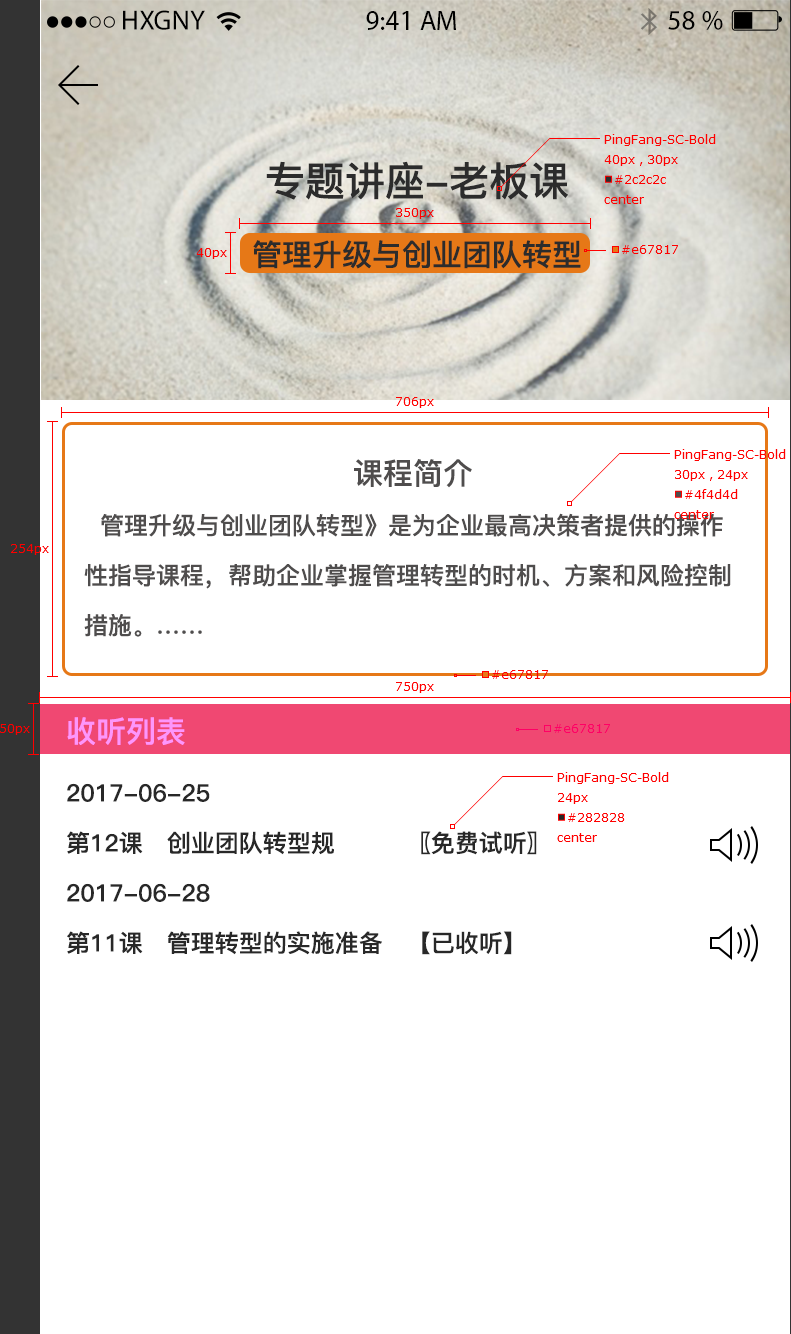 HXGNY 9:41 AM 58 %
PingFang-SC-Bold
40px , 30px
#2c2c2c
center
专题讲座-老板课
350px
40px
管理升级与创业团队转型
#e67817
706px
课程简介
PingFang-SC-Bold
30px , 24px
#4f4d4d
center
254px
管理升级与创业团队转型》是为企业最高决策者提供的操作
性指导课程，帮助企业掌握管理转型的时机、方案和风险控制
措施。......
#e67817
750px
50px
收听列表
#e67817
2017-06-25
PingFang-SC-Bold
24px
#282828
center
第12课 创业团队转型规 〖免费试听〗
2017-06-28
第11课 管理转型的实施准备 【已收听】